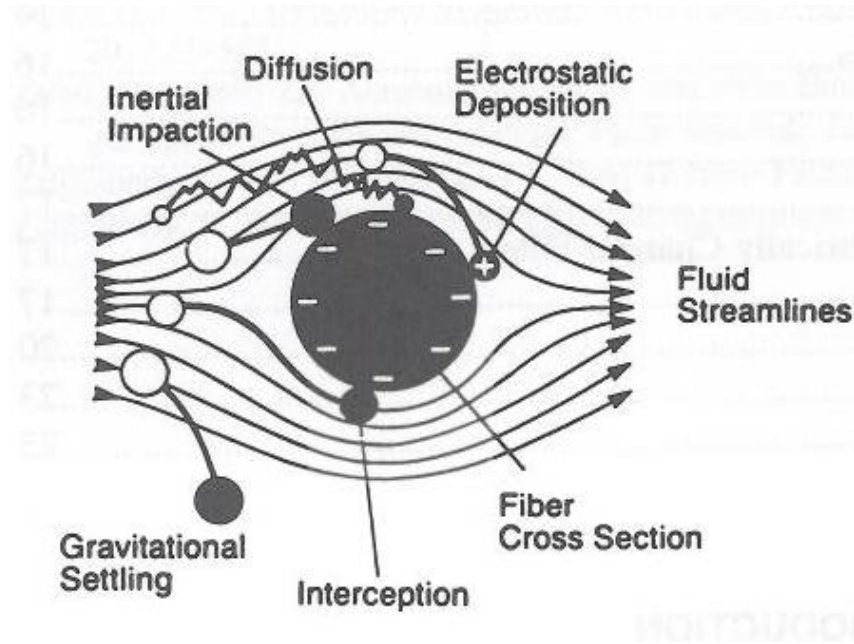 Diffusion
Electrostatic
Deposition
Inertial
Impaction
+
Fluid
Streamlines
Fiber
Cross Section
Gravitational
Settling
Interception